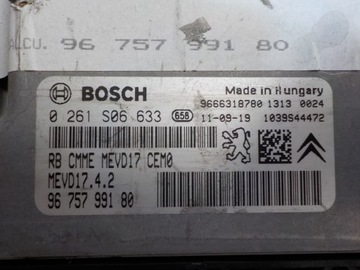 ALCU. 96 757 991 80
BOSCH
Made in Hungary
9666318780 1313 0024
0 261 S06 633 658
11-09-19 1039S44472
RB CMME MEVD17 CEM0
MEVD17.4.2
96 757 991 80